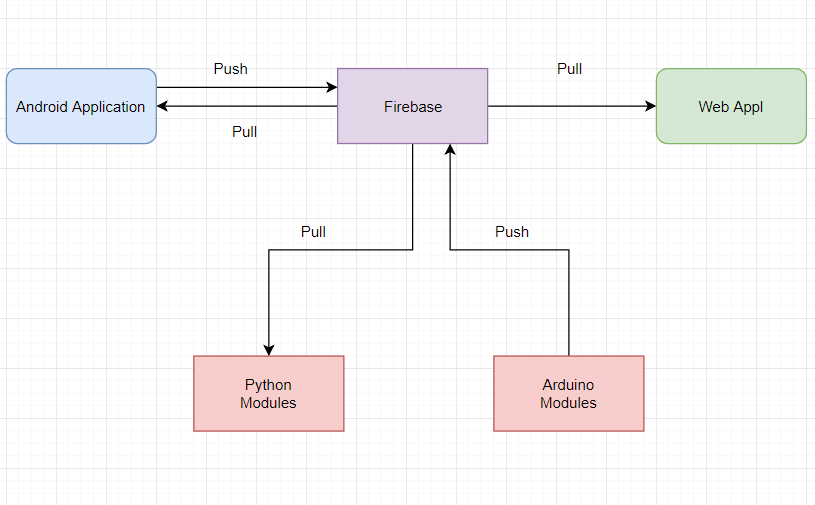 Push
Pull
Android Application
Firebase
Web Appl
Pull
Pull
Push
Python
Modules
Arduino
Modules